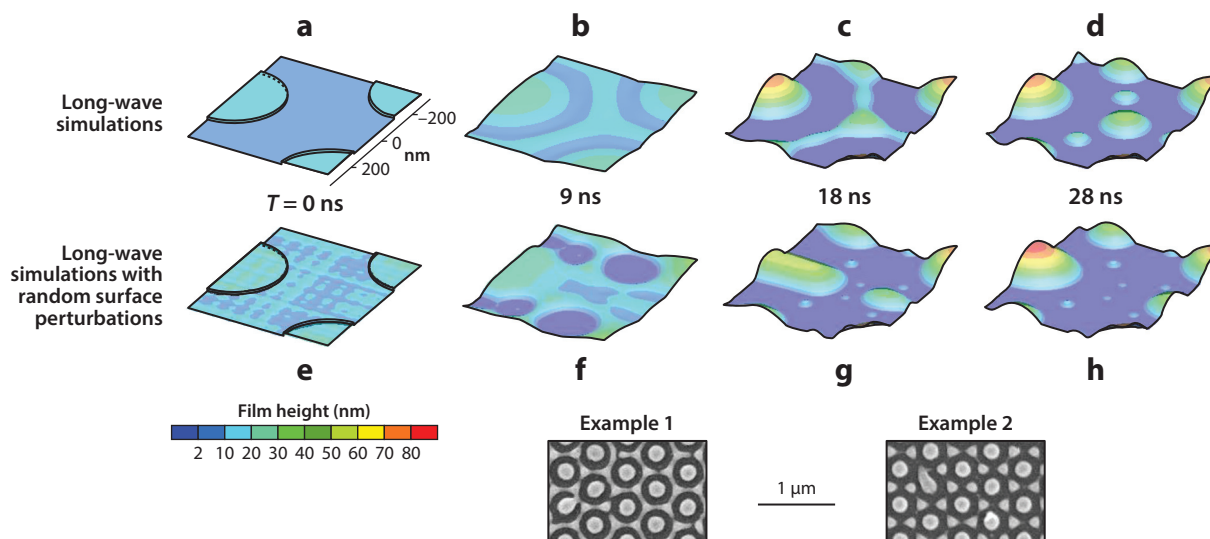 a
b
c
d
Long-wave
simulations
–200
0
nm
200
T = 0 ns
9 ns
18 ns
28 ns
Long-wave
simulations with
random surface
perturbations
e
f
g
h
Film height (nm)
2 10 20 30 40 50 60 70 80
Example 1
Example 2
1 µm